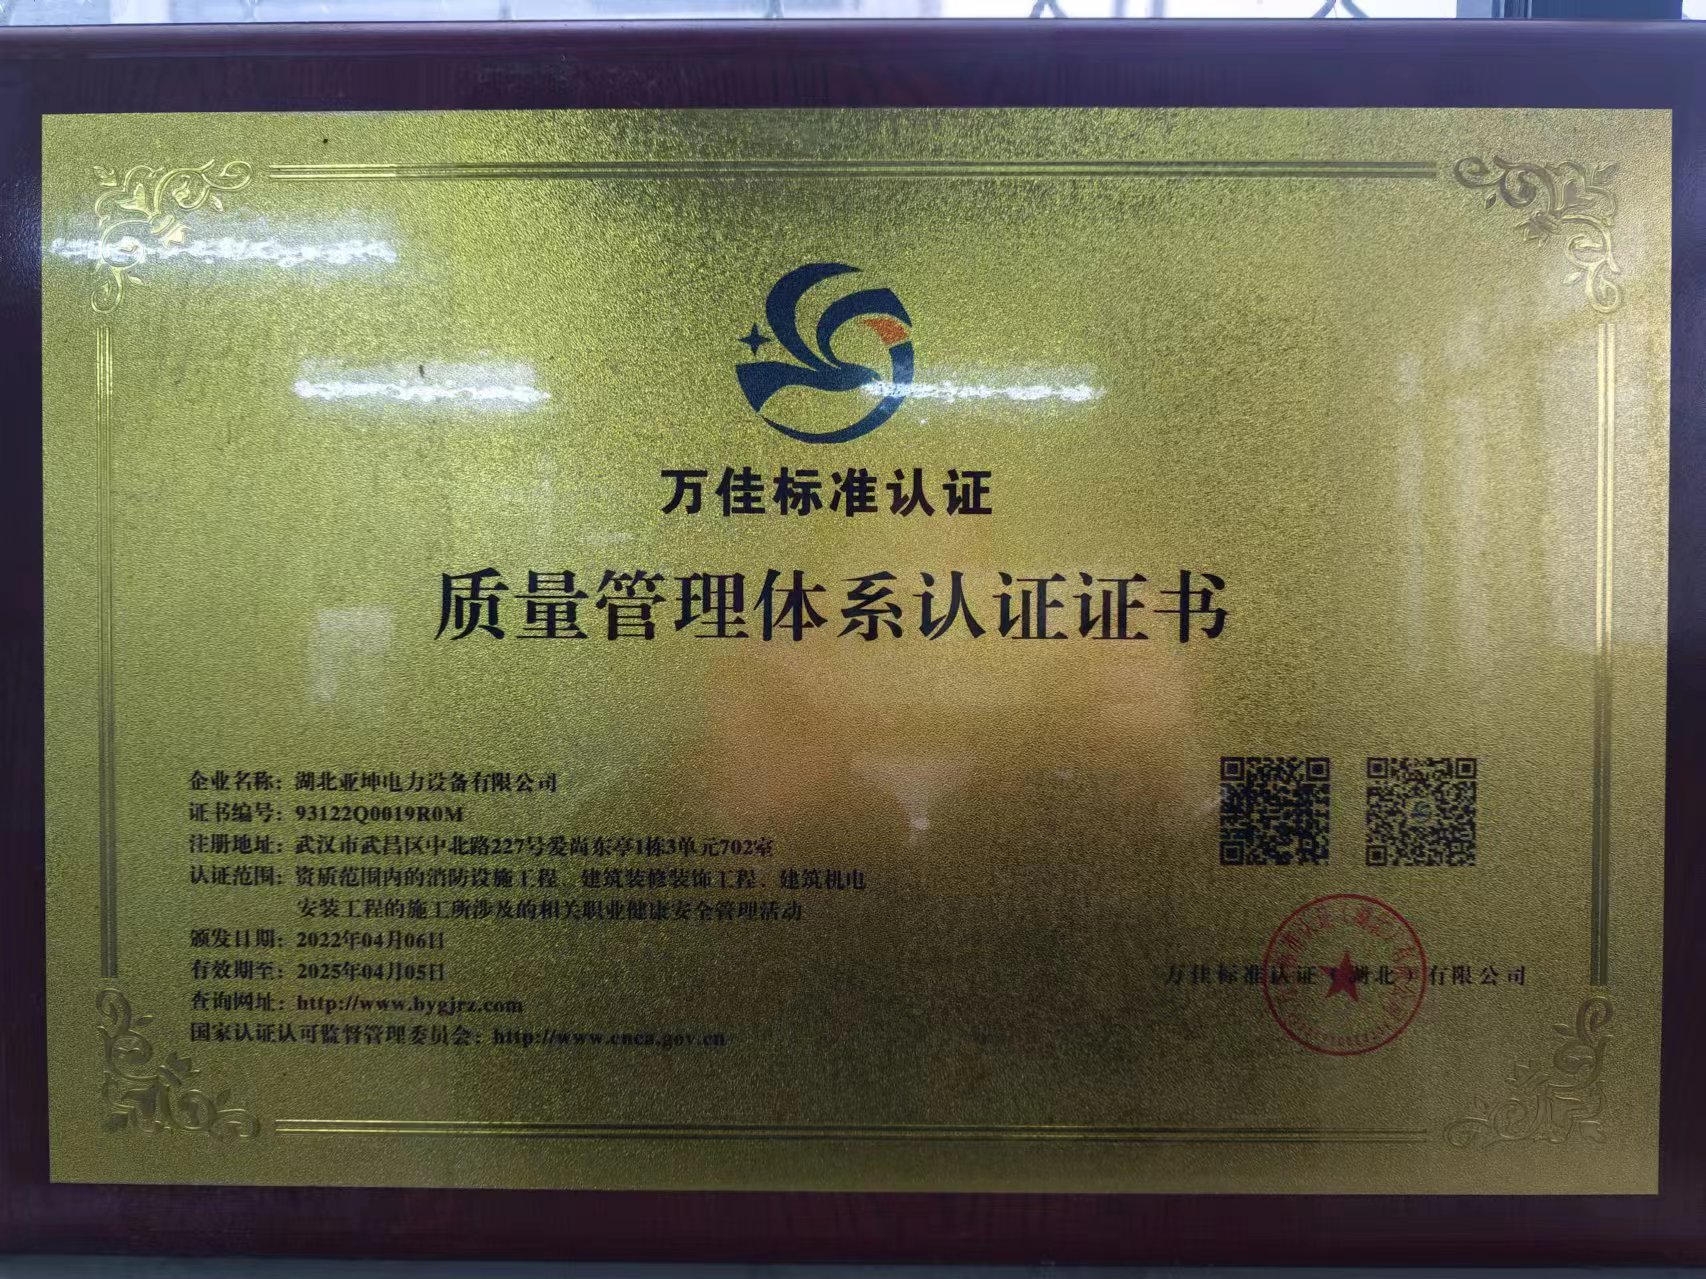 万佳标准认证
质量管理体系认证证书
企业名称：湖北亚坤电力设备有限公司
证书编号：93122Q0019R0M
注册地址：武汉市武昌区中北路227号爱尚东亭1栋3单元702室
认证范围：资质范围内的消防设施工程、建筑装修装饰工程、建筑机电
安装工程的施工所涉及的相关职业健康安全管理活动
颁发日期：2022年04月06日
有效期至：2025年04月05日
查询网址：http://www.bygjrz.com
国家认证认可监督管理委员会：http://www.cnca.gov.cn
万佳标准认证（湖北）有限公司